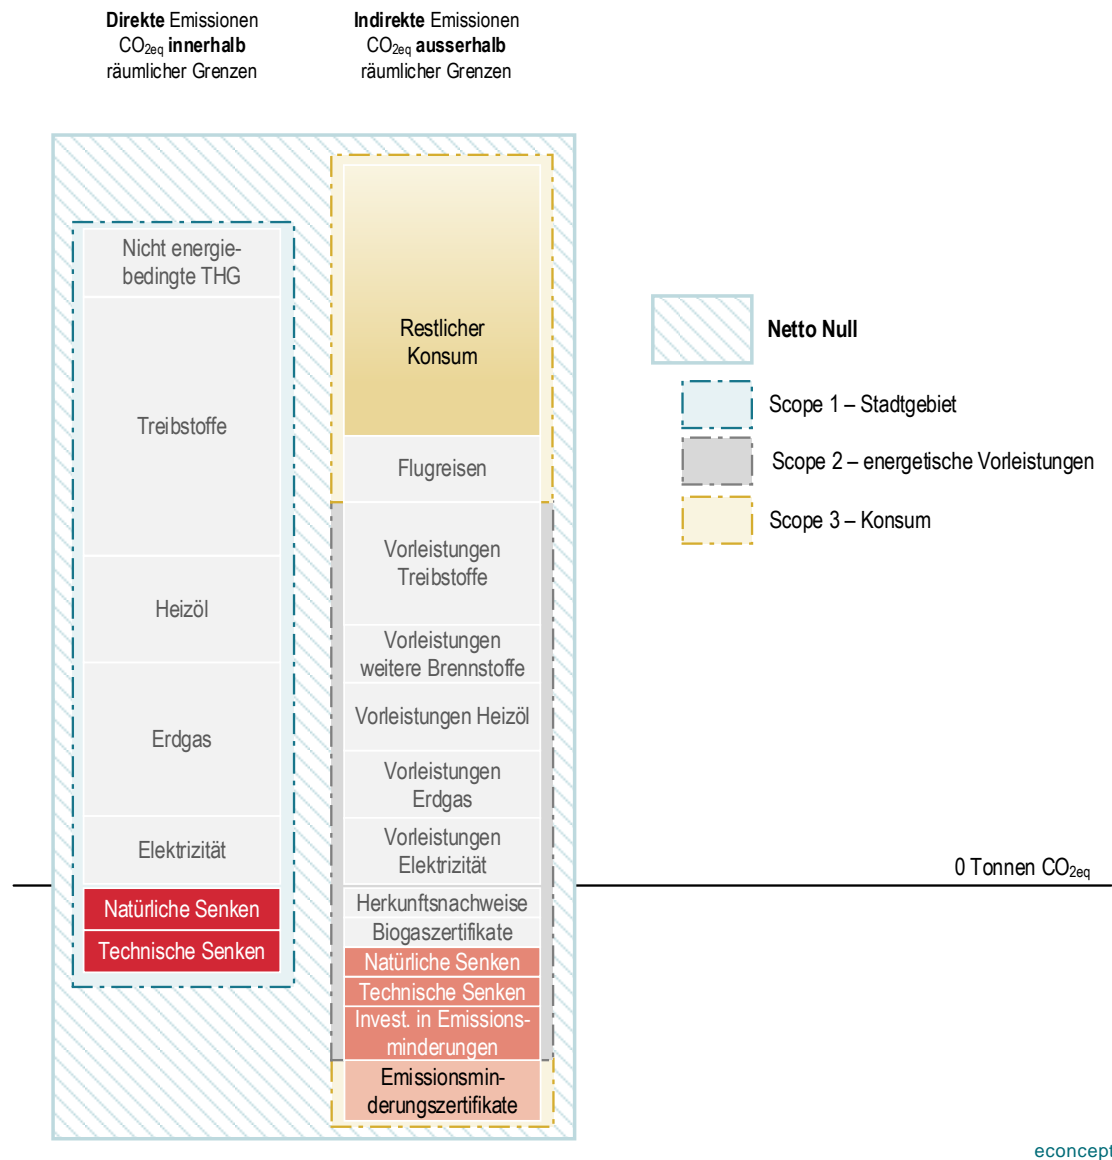 Direkte Emissionen
CO2eq innerhalb
räumlicher Grenzen
Indirekte Emissionen
CO2eq ausserhalb
räumlicher Grenzen
Nicht energie-
bedingte THG
Treibstoffe
Heizöl
Erdgas
Elektrizität
Natürliche Senken
Technische Senken
Restlicher
Konsum
Flugreisen
Vorleistungen
Treibstoffe
Vorleistungen
weitere Brennstoffe
Vorleistungen Heizöl
Vorleistungen
Erdgas
Vorleistungen
Elektrizität
Herkunftsnachweise
Biogaszertifikate
Natürliche Senken
Technische Senken
Invest. in Emissions-
minderungen
Emissionsmin-
derungszertifikate
Netto Null
Scope 1 – Stadtgebiet
Scope 2 – energetische Vorleistungen
Scope 3 – Konsum
0 Tonnen CO2eq
econcept